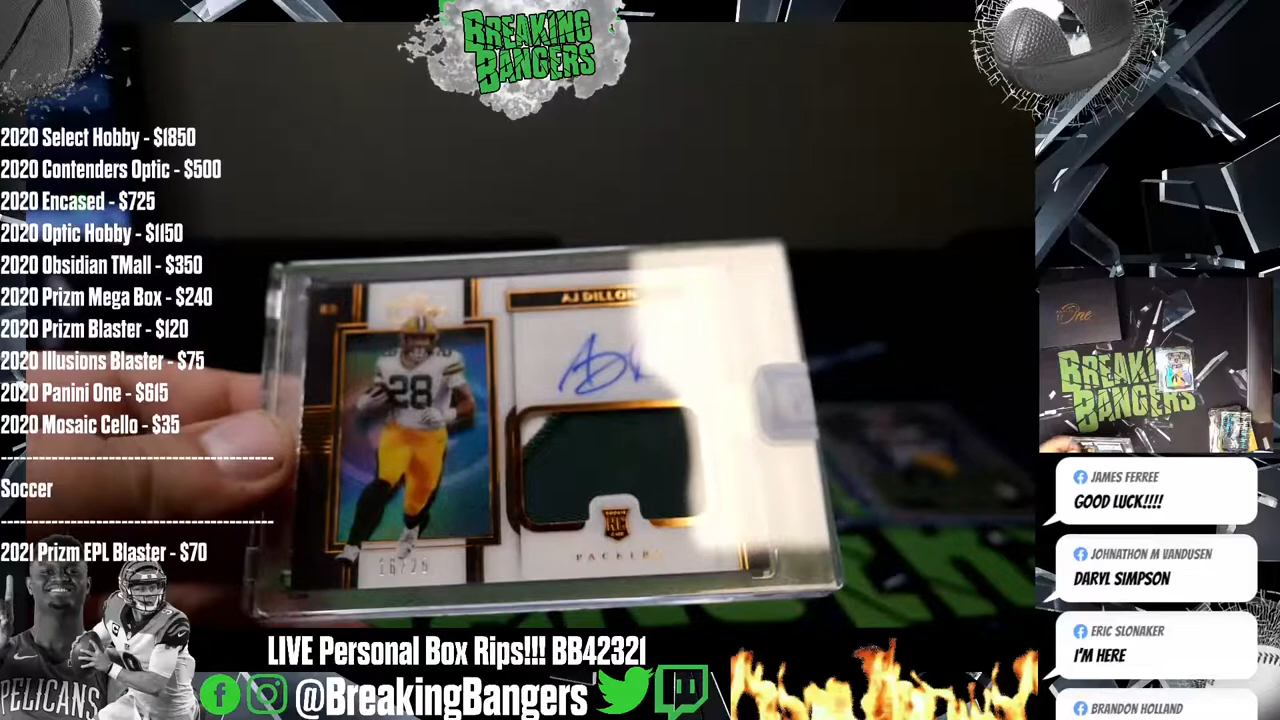 BREAKING
BANGERS
2020 Select Hobby - $1850
2020 Contenders Optic - $500
2020 Encased - $725
2020 Optic Hobby - $1150
2020 Obsidian TMall - $350
2020 Prizm Mega Box - $240
2020 Prizm Blaster - $120
2020 Illusions Blaster - $75
2020 Panini One - $615
2020 Mosaic Cello - $35
------------------------------------------
Soccer
------------------------------------------
2021 Prizm EPL Blaster - $70
AJ DILLON
28
RC
PACKERS
One
BREAKI
BANGERS
JAMES FERREE
GOOD LUCK!!!!
JOHNATHON M VANDUSEN
DARYL SIMPSON
ERIC SLONAKER
I'M HERE
BRANDON HOLLAND
PELICANS
LIVE Personal Box Rips!!! BB42321
@BreakingBangers